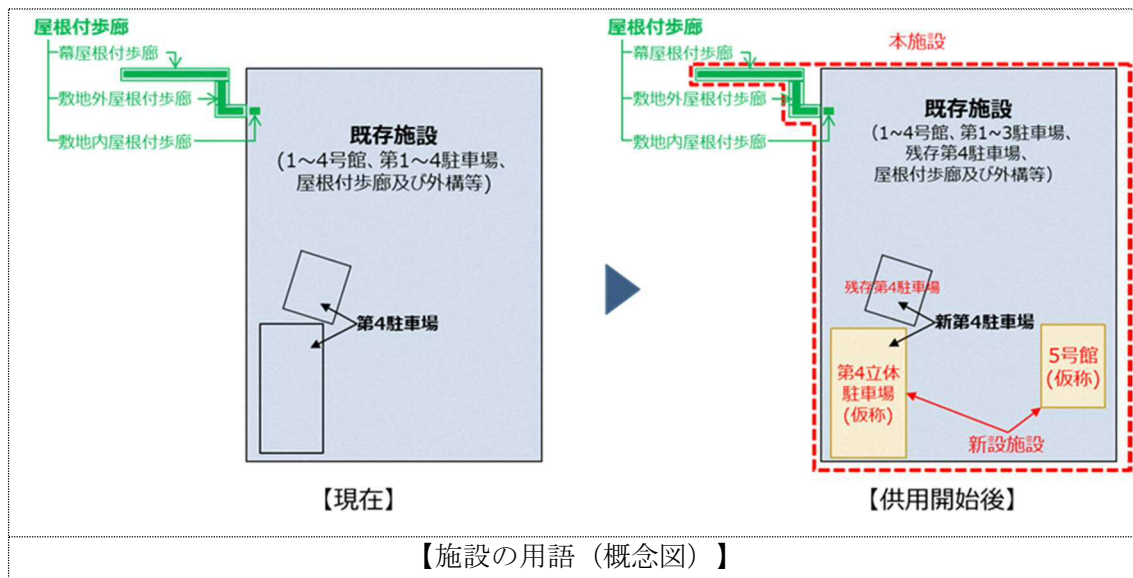 屋根付歩廊
幕屋根付歩廊
敷地外屋根付歩廊
敷地内屋根付歩廊
既存施設
(1～4号館、第1～4駐車場、
屋根付歩廊及び外構等)
第4駐車場
【現在】
屋根付歩廊
幕屋根付歩廊
敷地外屋根付歩廊
敷地内屋根付歩廊
本施設
既存施設
(1～4号館、第1～3駐車場、
残存第4駐車場、
屋根付歩廊及び外構等)
残存第4駐車場
新第4駐車場
第4立体
駐車場
(仮称)
5号館
(仮称)
新設施設
【供用開始後】
【施設の用語（概念図）】